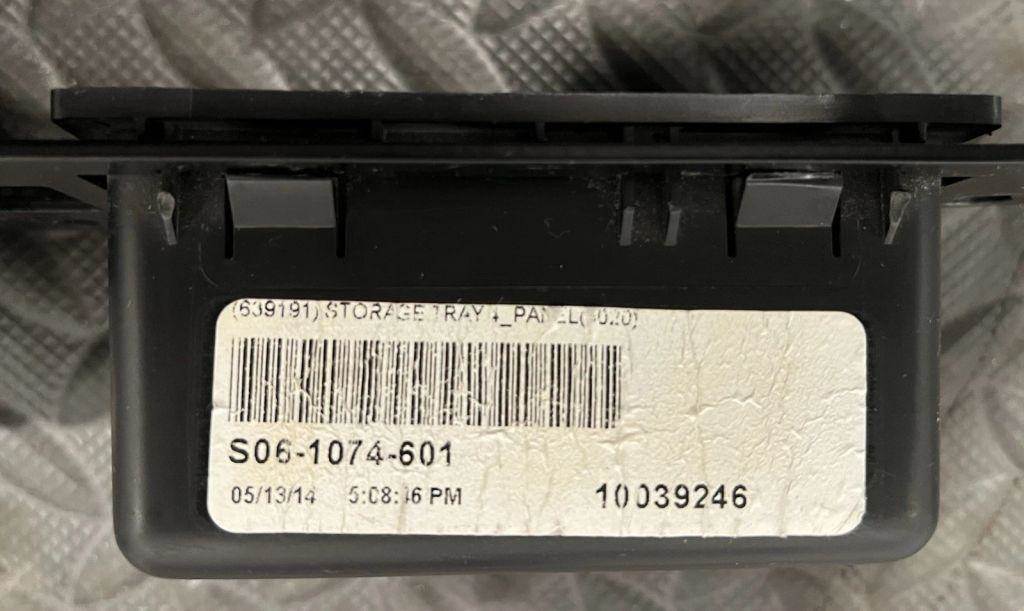 (639191) STORAGE TRAY
S06-1074-601
05/13/14 PM
10039246